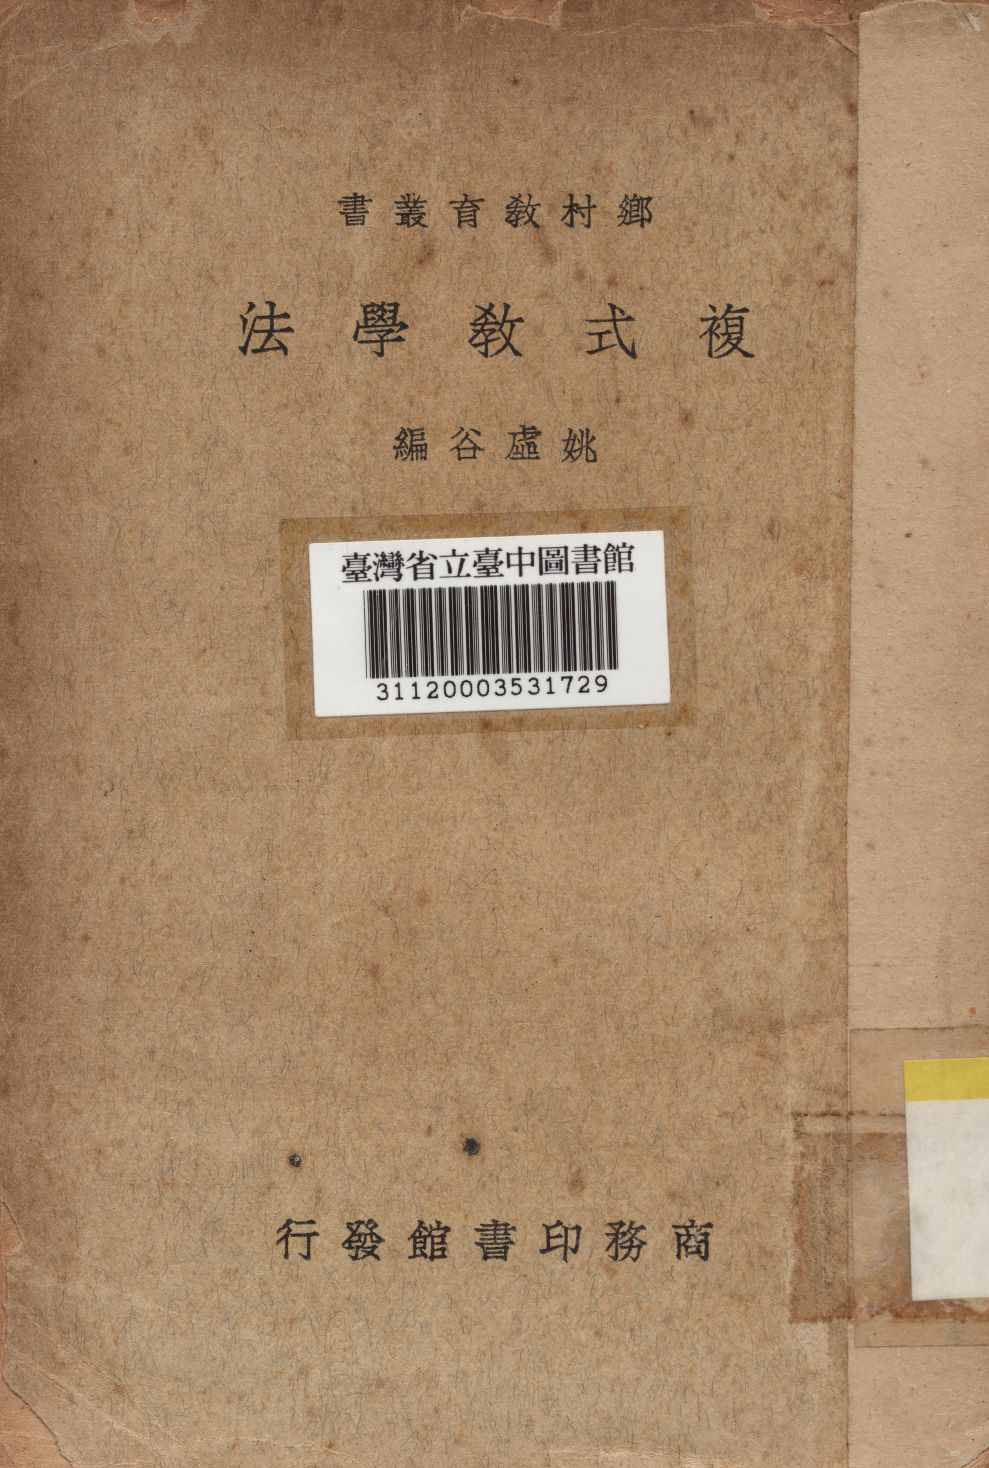 鄉村教育叢書
複式教學法
姚虛谷編
臺灣省立臺中圖書館
31120003531729
商務印書館發行